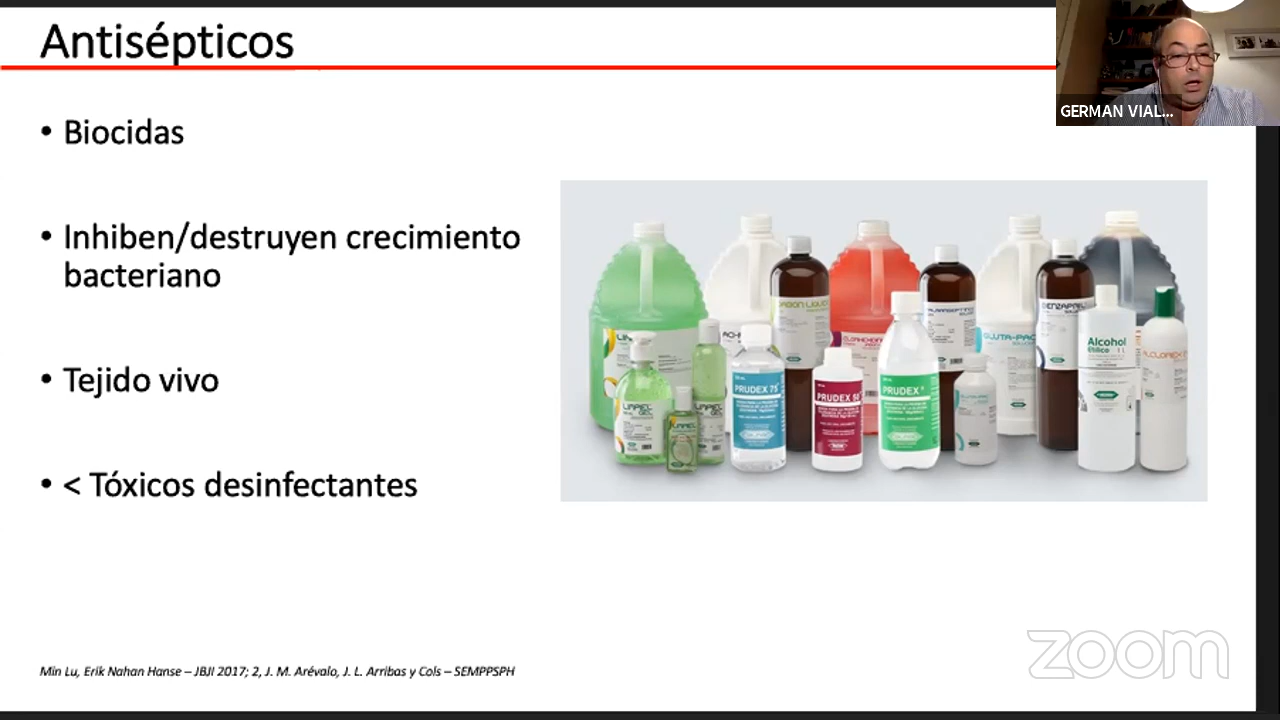 Antisépticos
GERMAN VIAL...
• Biocidas
• Inhiben/destruyen crecimiento
bacteriano
• Tejido vivo
• < Tóxicos desinfectantes
PRUDEX 75
PRUDEX 50
PRUDEX
GLUTA-PAC
Alcohol
Etílico 1 L
zoom
Min Lu, Erik Nahan Hanse – JBJI 2017; 2, J. M. Arévalo, J. L. Arribas y Cols – SEMPPSPH